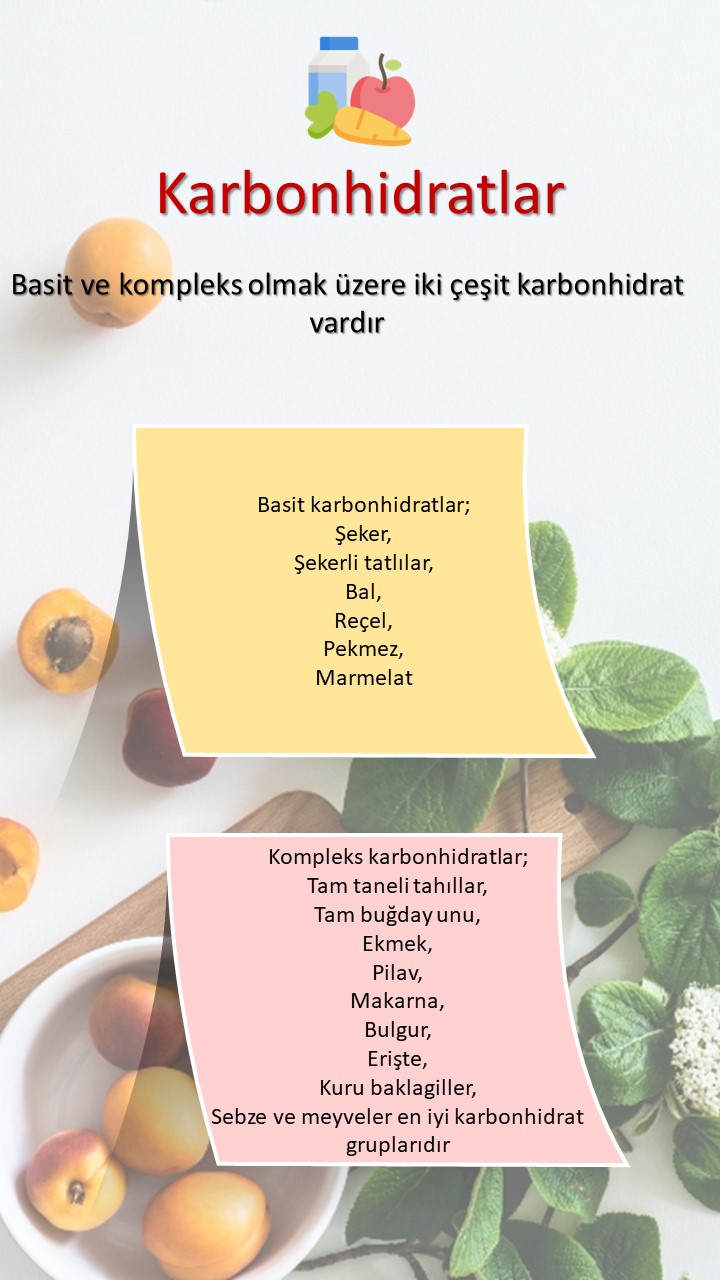 Karbonhidratlar
Basit ve kompleks olmak üzere iki çeşit karbonhidrat
vardır
Basit karbonhidratlar;
Şeker,
Şekerli tatlılar,
Bal,
Reçel,
Pekmez,
Marmelat
Kompleks karbonhidratlar;
Tam taneli tahıllar,
Tam buğday unu,
Ekmek,
Pilav,
Makarna,
Bulgur,
Erişte,
Kuru baklagiller,
Sebze ve meyveler en iyi karbonhidrat
gruplarıdır